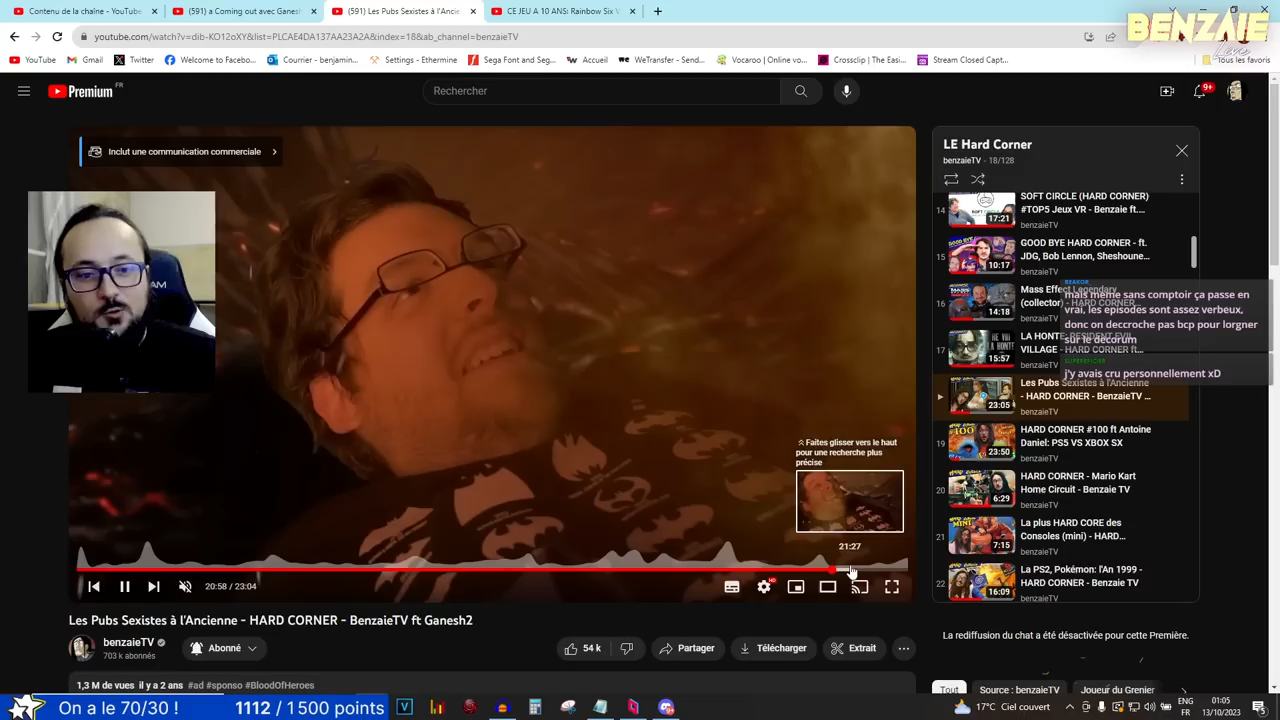 Contenu de la chaîne - YouTube
(591) a Coming out avec Ganesh
(591) Les Pubs Sexistes à l'Ancie
CE JEU A 10 ANS: Rainbow Six V
BENZAIE
Live
youtube.com/watch?v=dib-KO12oXY&list=PLCAE4DA137AA23A2A&index=18&ab_channel=benzaieTV
YouTube
Gmail
Twitter
Welcome to Facebo...
Courrier - benjamin...
Settings - Ethermine
Sega Font and Seg...
Accueil
WeTransfer - Send...
Vocaroo | Online vo...
Crossclip | The Easi...
Stream Closed Capt...
Tous les favoris
Premium FR
Rechercher
9+
Inclut une communication commerciale
LE Hard Corner
benzaieTV - 18/128
14
17:21
SOFT CIRCLE (HARD CORNER)
#TOP5 Jeux VR - Benzaie ft....
benzaieTV
15
10:17
GOOD BYE HARD CORNER - ft.
JDG, Bob Lennon, Sheshoune...
benzaieTV
16
14:18
Mass Effect Legendary
(collector) - HARD CORNER...
benzaieTV
17
15:57
LA HONTE: RESIDENT EVIL
VILLAGE - HARD CORNER ft...
benzaieTV
23:05
Les Pubs Sexistes à l'Ancienne
- HARD CORNER - BenzaieTV ...
benzaieTV
19
23:50
HARD CORNER #100 ft Antoine
Daniel: PS5 VS XBOX SX
benzaieTV
20
6:29
HARD CORNER - Mario Kart
Home Circuit - Benzaie TV
benzaieTV
21
7:15
La plus HARD CORE des
Consoles (mini) - HARD...
benzaieTV
22
16:09
La PS2, Pokémon: l'An 1999 -
HARD CORNER - Benzaie TV
benzaieTV
mais même sans comptoir ça passe en
vrai, les épisodes sont assez verbeux,
donc on deccroche pas bcp pour lorgner
sur le décorum
j'y avais cru personnellement xD
Faites glisser vers le haut
pour une recherche plus
précise
21:27
20:58 / 23:04
HD
Les Pubs Sexistes à l'Ancienne - HARD CORNER - BenzaieTV ft Ganesh2
benzaieTV
703 k abonnés
Abonné
54 k
Partager
Télécharger
Extrait
La rediffusion du chat a été désactivée pour cette Première.
1,3 M de vues il y a 2 ans #ad #sponso #BloodOfHeroes
Tout
Source : benzaieTV
Joueur du Grenier
On a le 70/30 !
1112 / 1500 points
17°C Ciel couvert
FR
EN
01:05
13/10/2023